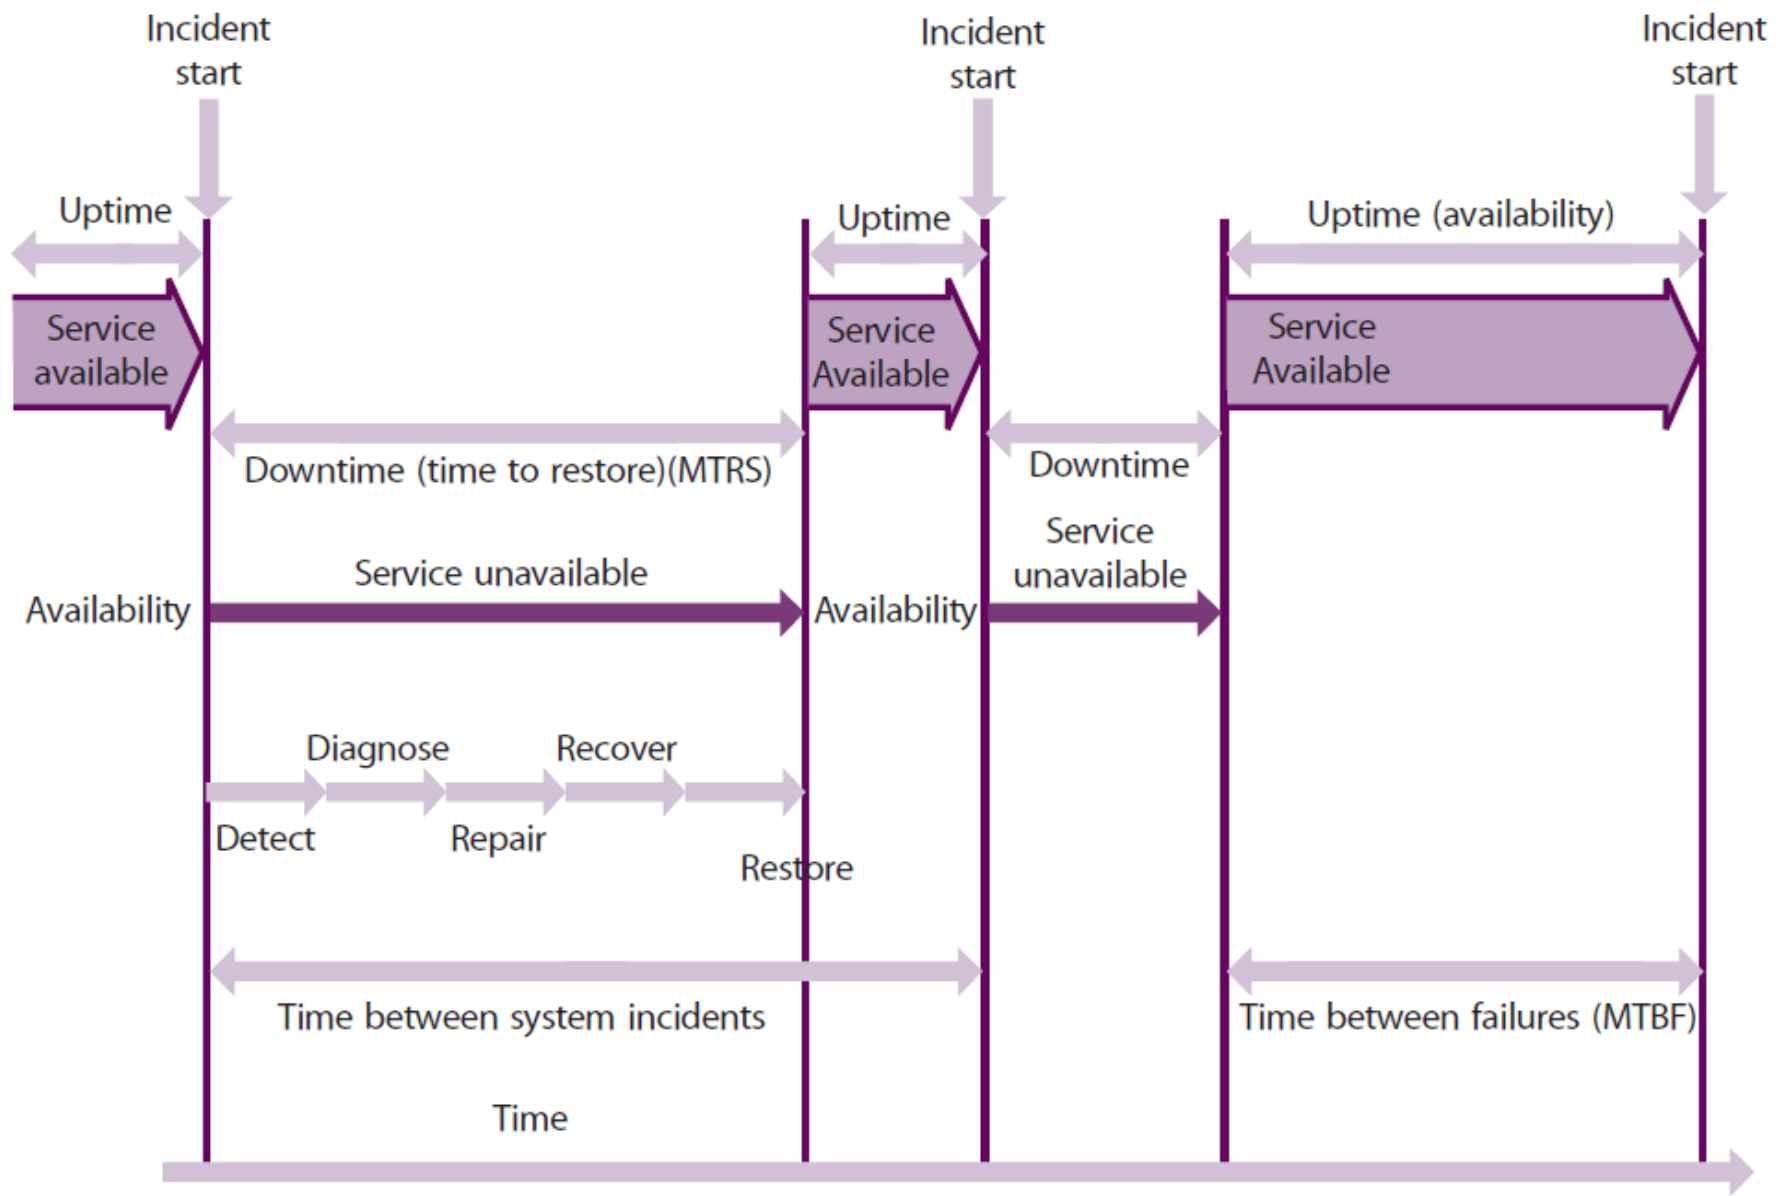 Incident
start
Incident
start
Incident
start
Uptime
Uptime
Uptime (availability)
Service
available
Service
Available
Service
Available
Downtime (time to restore)(MTRS)
Downtime
Service unavailable
Service
unavailable
Availability
Availability
Diagnose
Recover
Detect
Repair
Restore
Time between system incidents
Time between failures (MTBF)
Time